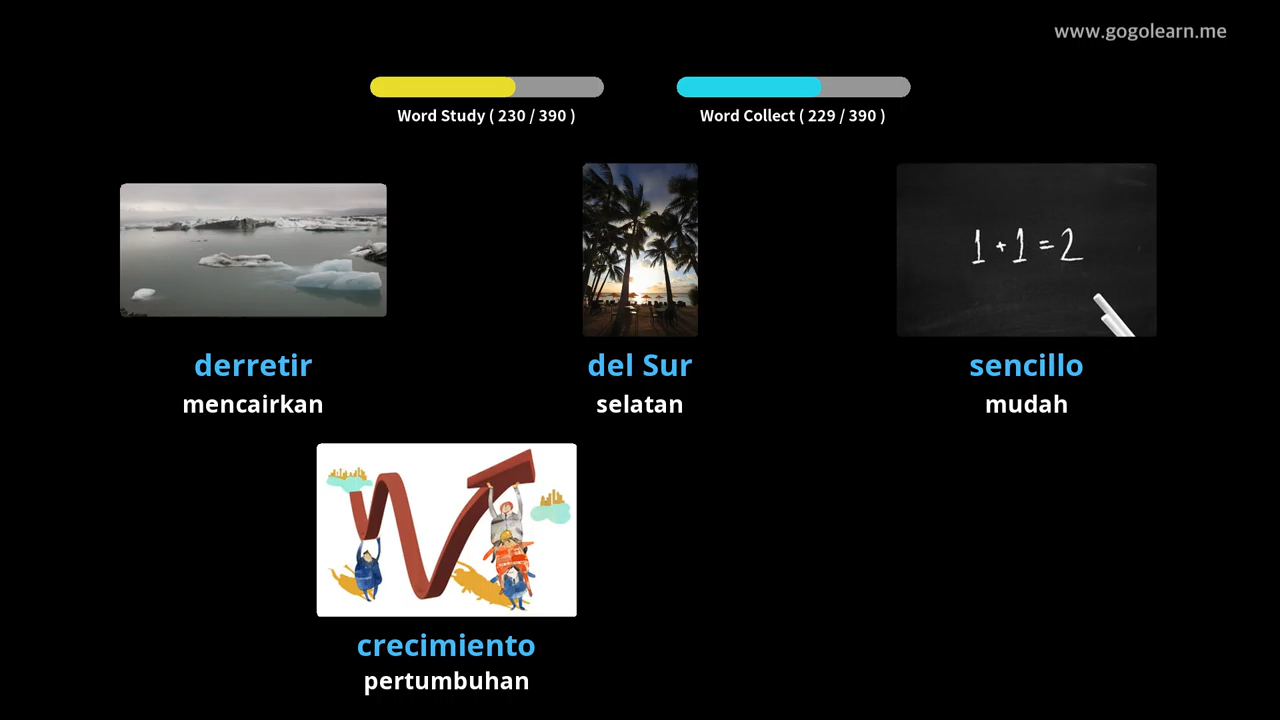 www.gogolearn.me
Word Study ( 230 / 390 )
Word Collect ( 229 / 390 )
1 + 1 = 2
derretir
mencairkan
del Sur
selatan
sencillo
mudah
crecimiento
pertumbuhan